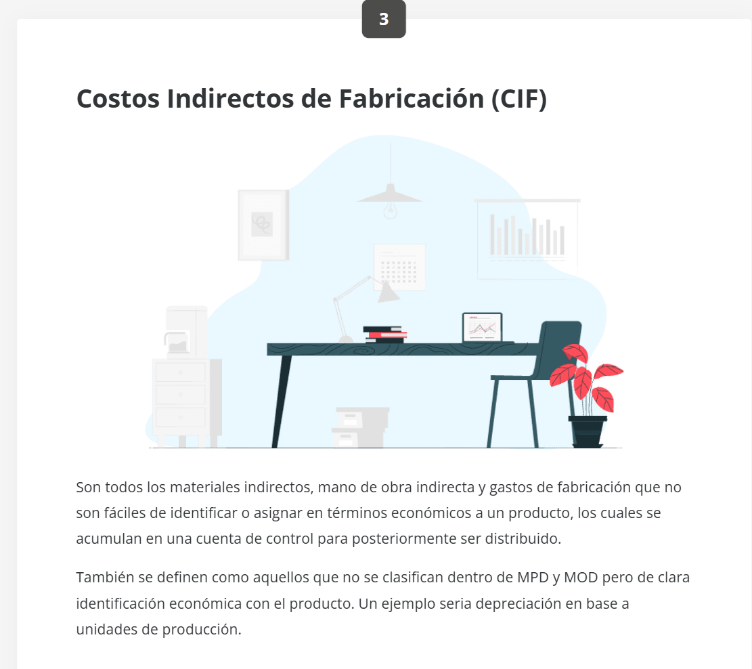 3
Costos Indirectos de Fabricación (CIF)
Son todos los materiales indirectos, mano de obra indirecta y gastos de fabricación que no
son fáciles de identificar o asignar en términos económicos a un producto, los cuales se
acumulan en una cuenta de control para posteriormente ser distribuido.
También se definen como aquellos que no se clasifican dentro de MPD y MOD pero de clara
identificación económica con el producto. Un ejemplo seria depreciación en base a
unidades de producción.